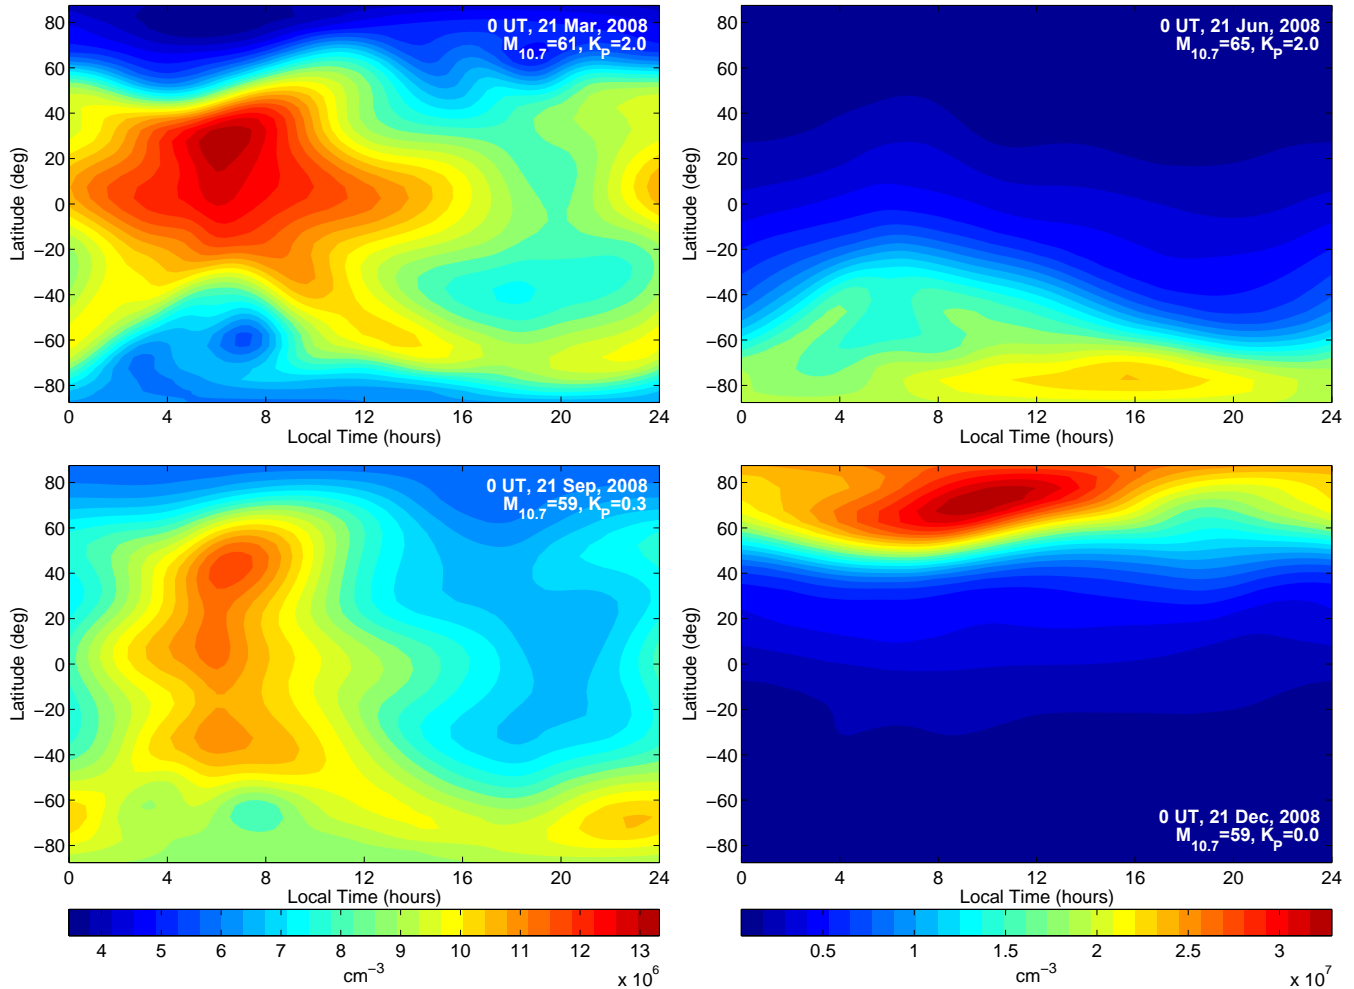 0 UT, 21 Mar, 2008
M10.7=61, KP=2.0
80
60
40
20
0
−20
−40
−60
−80
Latitude (deg)
0 4 8 12 16 20 24
Local Time (hours)
0 UT, 21 Jun, 2008
M10.7=65, KP=2.0
80
60
40
20
0
−20
−40
−60
−80
Latitude (deg)
0 4 8 12 16 20 24
Local Time (hours)
0 UT, 21 Sep, 2008
M10.7=59, KP=0.3
80
60
40
20
0
−20
−40
−60
−80
Latitude (deg)
0 4 8 12 16 20 24
Local Time (hours)
0 UT, 21 Dec, 2008
M10.7=59, KP=0.0
80
60
40
20
0
−20
−40
−60
−80
Latitude (deg)
0 4 8 12 16 20 24
Local Time (hours)
4 5 6 7 8 9 10 11 12 13
cm−3
x 10^6
0.5 1 1.5 2 2.5 3
cm−3
x 10^7